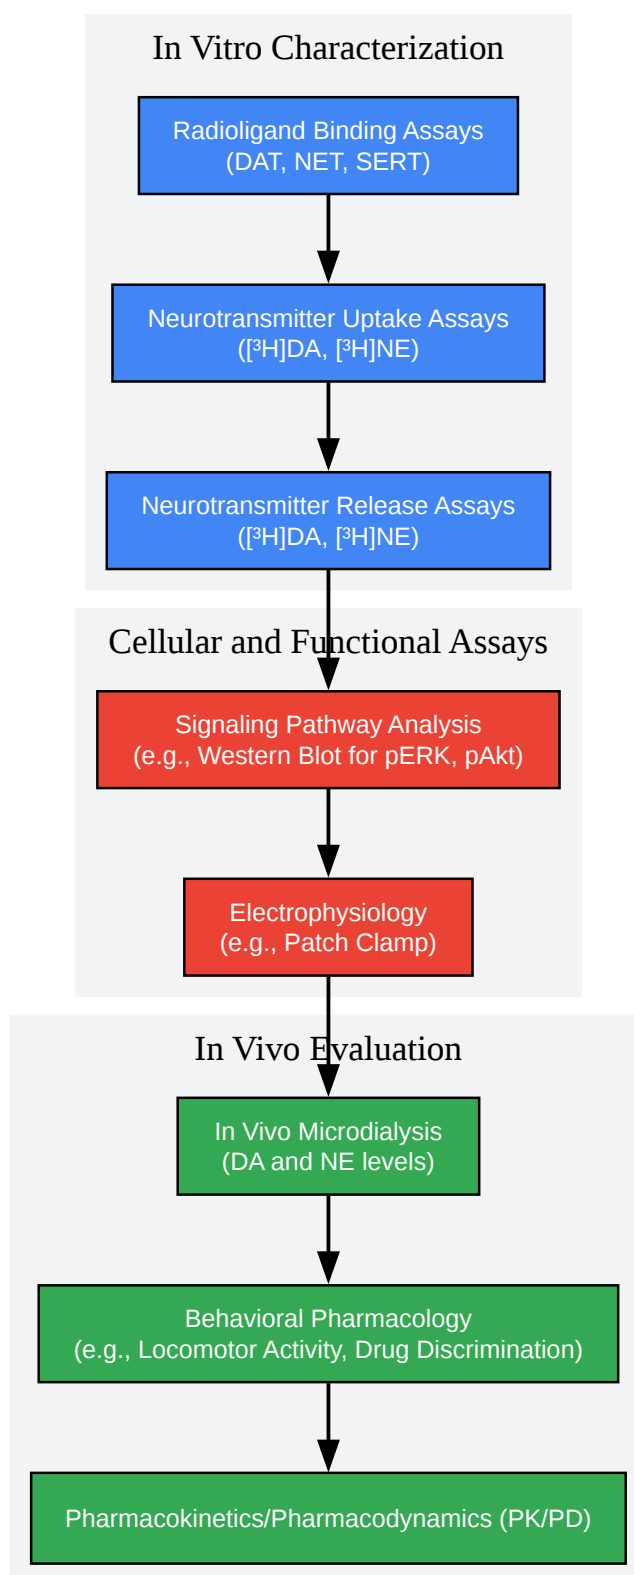 In Vitro Characterization
Radioligand Binding Assays
(DAT, NET, SERT)
Neurotransmitter Uptake Assays
([³H]DA, [³H]NE)
Neurotransmitter Release Assays
([³H]DA, [³H]NE)
Cellular and Functional Assays
Signaling Pathway Analysis
(e.g., Western Blot for pERK, pAkt)
Electrophysiology
(e.g., Patch Clamp)
In Vivo Evaluation
In Vivo Microdialysis
(DA and NE levels)
Behavioral Pharmacology
(e.g., Locomotor Activity, Drug Discrimination)
Pharmacokinetics/Pharmacodynamics (PK/PD)